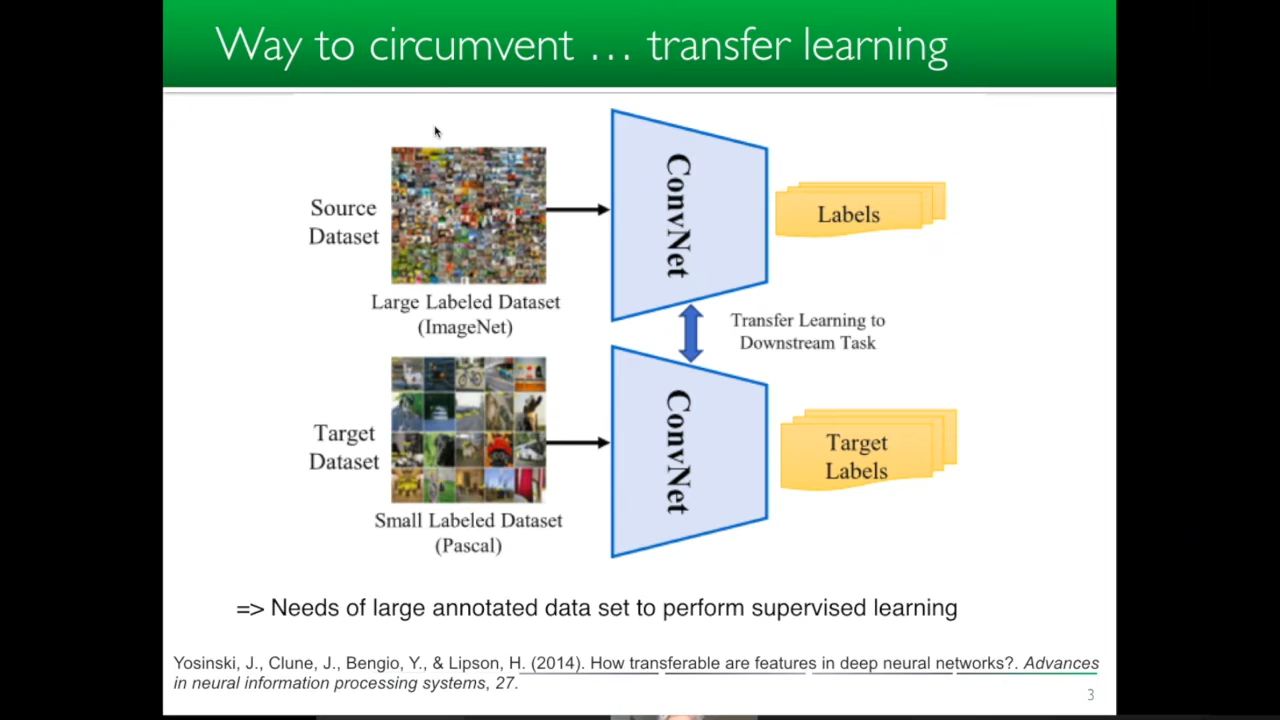 Way to circumvent … transfer learning
Source
Dataset
Large Labeled Dataset
(ImageNet)
ConvNet
Labels
Transfer Learning to
Downstream Task
Target
Dataset
Small Labeled Dataset
(Pascal)
ConvNet
Target
Labels
=> Needs of large annotated data set to perform supervised learning
Yosinski, J., Clune, J., Bengio, Y., & Lipson, H. (2014). How transferable are features in deep neural networks?. Advances
in neural information processing systems, 27.
3